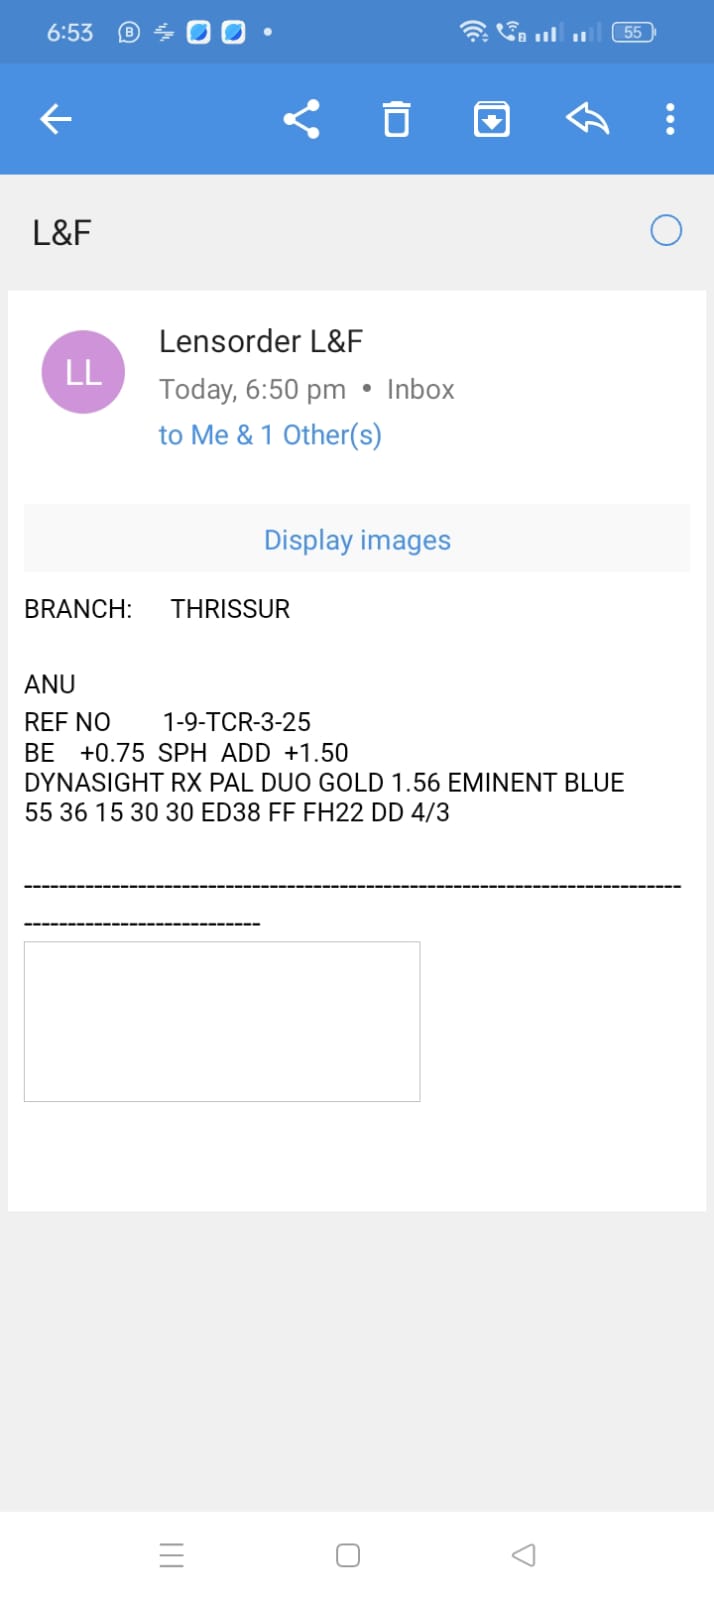 6:53
55
L&F
LL
Lensorder L&F
Today, 6:50 pm • Inbox
to Me & 1 Other(s)
Display images
BRANCH: THRISSUR
ANU
REF NO 1-9-TCR-3-25
BE +0.75 SPH ADD +1.50
DYNASIGHT RX PAL DUO GOLD 1.56 EMINENT BLUE
55 36 15 30 30 ED38 FF FH22 DD 4/3